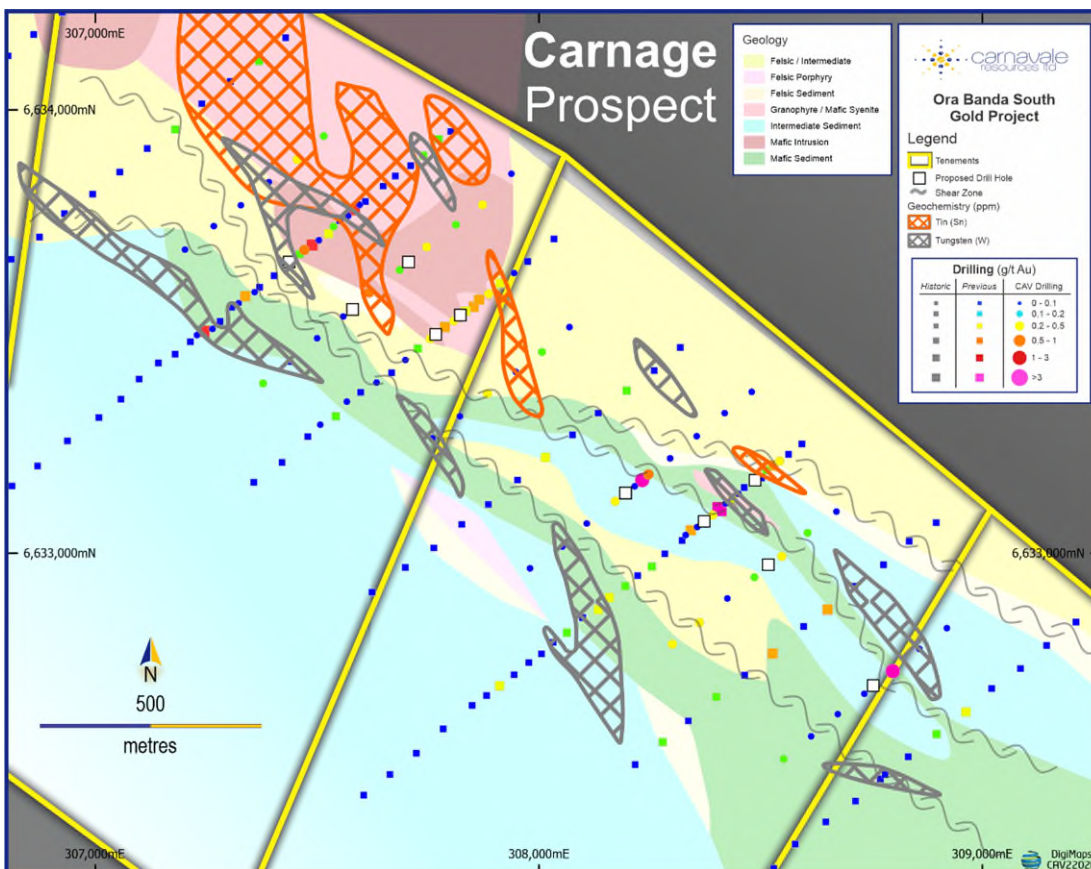 307,000mE
6,634,000mN
Carnage
Prospect
Geology
Felsic / Intermediate
Felsic Porphyry
Felsic Sediment
Granophyre / Mafic Syenite
Intermediate Sediment
Mafic Intrusion
Mafic Sediment
carnavale
resources ltd
Ora Banda South
Gold Project
Legend
Tenements
Proposed Drill Hole
Shear Zone
Geochemistry (ppm)
Tin (Sn)
Tungsten (W)
Drilling (g/t Au)
Historic Previous CAV Drilling
0 - 0.1
0.1 - 0.2
0.2 - 0.5
0.5 - 1
1 - 3
>3
6,633,000mN
6,633,000mN
N
500
metres
307,000mE
308,000mE
309,000mE
DigiMaps